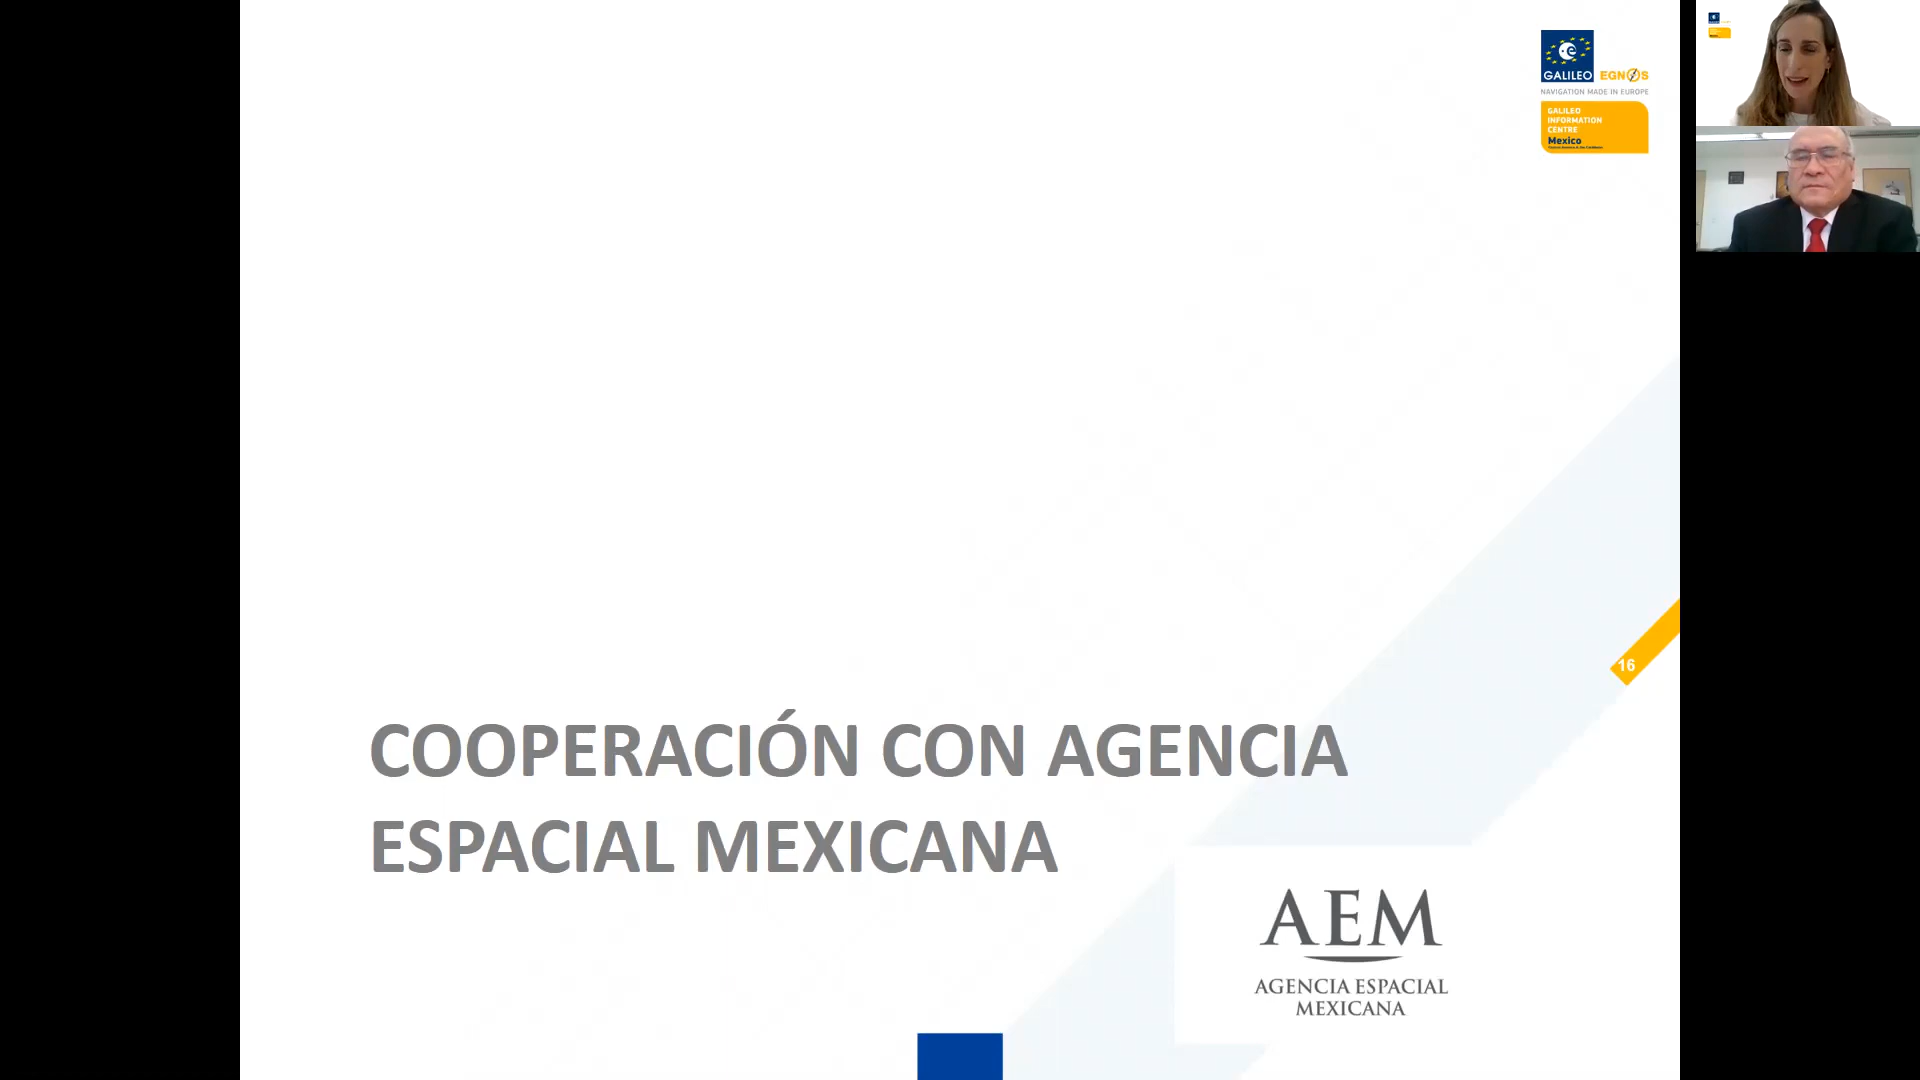 GALILEO
EGNOS
NAVIGATION MADE IN EUROPE
GALILEO
INFORMATION
CENTRE
Mexico
16
COOPERACIÓN CON AGENCIA
ESPACIAL MEXICANA
AEM
AGENCIA ESPACIAL
MEXICANA